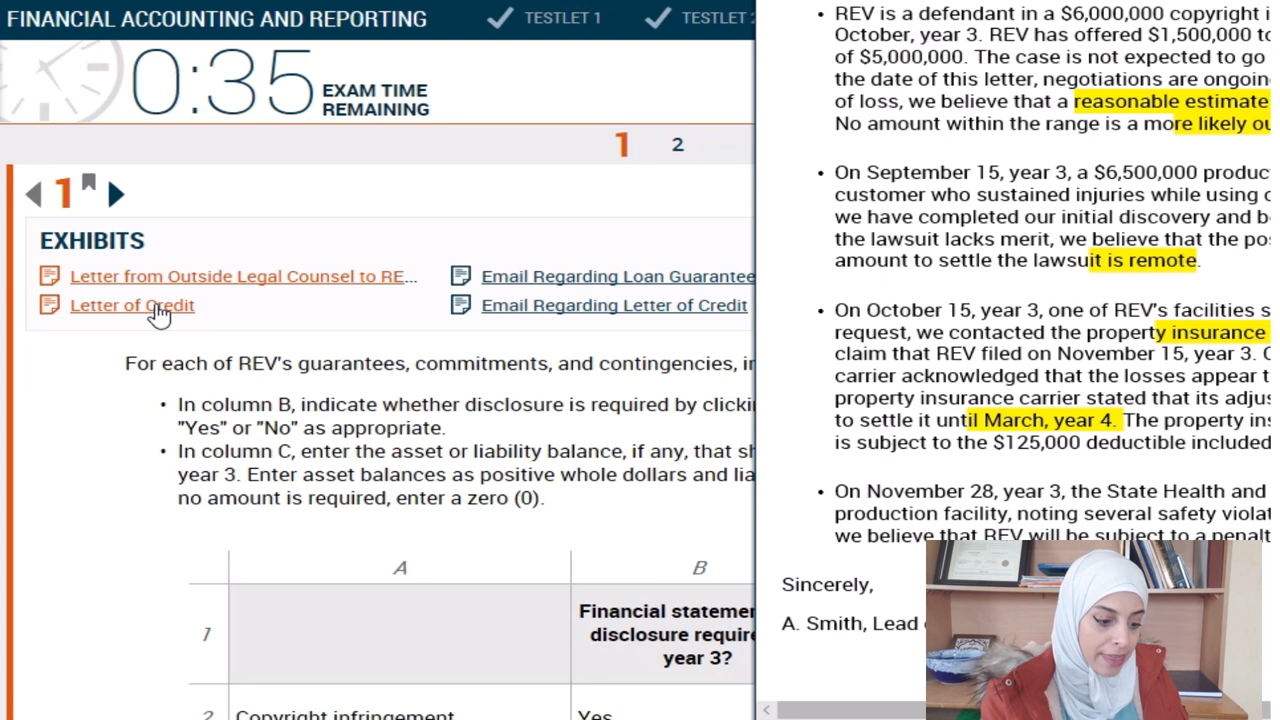 FINANCIAL ACCOUNTING AND REPORTING
TESTLET 1
TESTLET
0:35
EXAM TIME
REMAINING
1
2
1
EXHIBITS
Letter from Outside Legal Counsel to RE...
Email Regarding Loan Guarantee
Letter of Credit
Email Regarding Letter of Credit
For each of REV's guarantees, commitments, and contingencies, in
• In column B, indicate whether disclosure is required by clicki
"Yes" or "No" as appropriate.
• In column C, enter the asset or liability balance, if any, that sh
year 3. Enter asset balances as positive whole dollars and lia
no amount is required, enter a zero (0).
A
B
1
Financial statemen
disclosure require
year 3?
2
Copyright infringement
Yes
• REV is a defendant in a $6,000,000 copyright i
October, year 3. REV has offered $1,500,000 to
of $5,000,000. The case is not expected to go
the date of this letter, negotiations are ongoin
of loss, we believe that a reasonable estimate
No amount within the range is a more likely ou
• On September 15, year 3, a $6,500,000 produc
customer who sustained injuries while using o
we have completed our initial discovery and b
the lawsuit lacks merit, we believe that the pos
amount to settle the lawsuit is remote.
• On October 15, year 3, one of REV's facilities s
request, we contacted the property insurance
claim that REV filed on November 15, year 3. O
carrier acknowledged that the losses appear t
property insurance carrier stated that its adjus
to settle it until March, year 4. The property ins
is subject to the $125,000 deductible included
• On November 28, year 3, the State Health and
production facility, noting several safety violat
we believe that REV will be subject to a penalt
Sincerely,
A. Smith, Lead